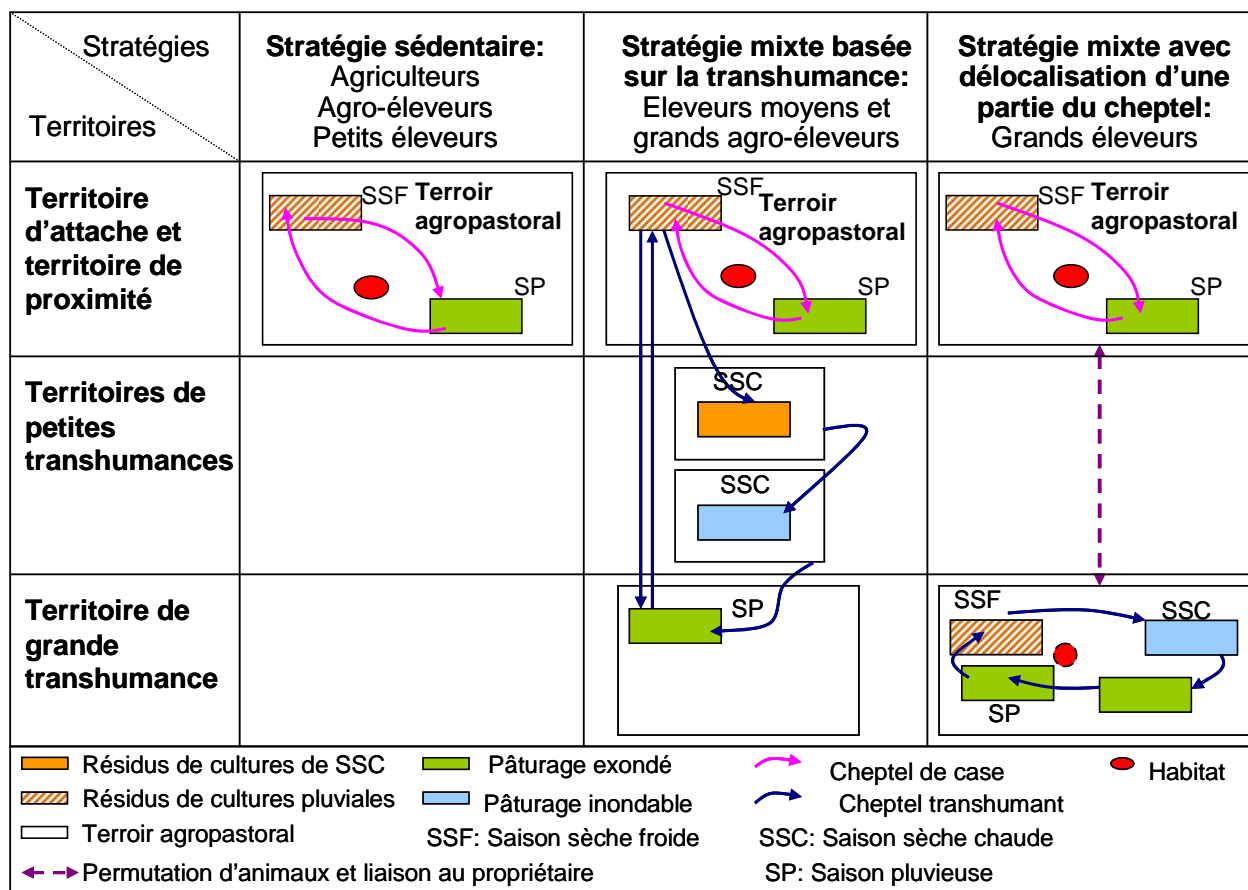 Stratégies
Territoires
Stratégie sédentaire:
Agriculteurs
Agro-éleveurs
Petits éleveurs
Stratégie mixte basée
sur la transhumance:
Eleveurs moyens et
grands agro-éleveurs
Stratégie mixte avec
délocalisation d'une
partie du cheptel:
Grands éleveurs
Territoire
d'attache et
territoire de
proximité
SSF
Terroir
agropastoral
SP
SSF
Terroir
agropastoral
SP
SSF
Terroir
agropastoral
SP
Territoires de
petites
transhumances
SSC
SSC
Territoire de
grande
transhumance
SP
SSF
SSC
SP
Résidus de cultures de SSC
Pâturage exondé
Cheptel de case
Habitat
Résidus de cultures pluviales
Pâturage inondable
Cheptel transhumant
Terroir agropastoral
SSF: Saison sèche froide
SSC: Saison sèche chaude
Permutation d'animaux et liaison au propriétaire
SP: Saison pluvieuse